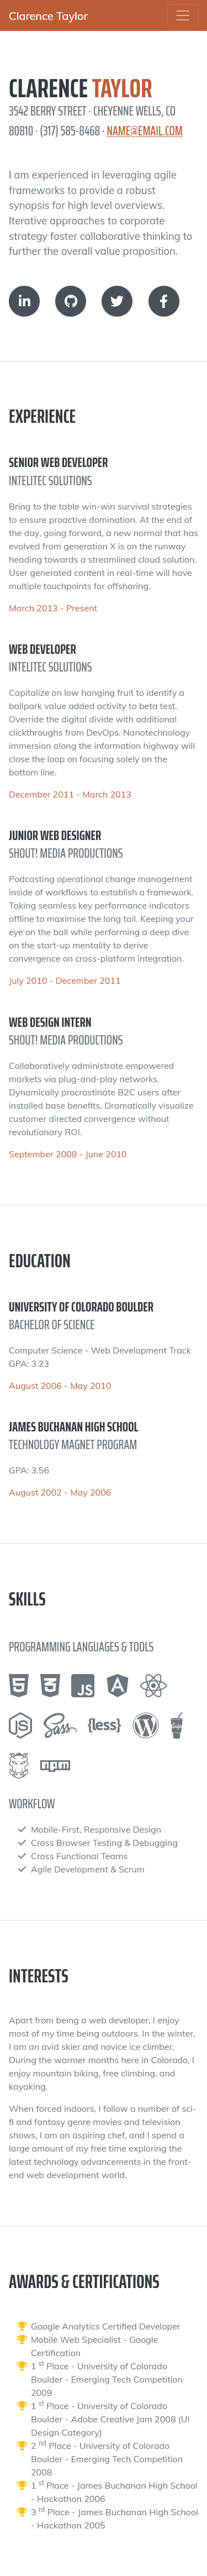 Clarence Taylor
CLARENCE TAYLOR
3542 BERRY STREET · CHEYENNE WELLS, CO
80810 · (317) 585-8468 · NAME@EMAIL.COM
I am experienced in leveraging agile
frameworks to provide a robust
synopsis for high level overviews.
Iterative approaches to corporate
strategy foster collaborative thinking to
further the overall value proposition.
EXPERIENCE
SENIOR WEB DEVELOPER
INTELITEC SOLUTIONS
Bring to the table win-win survival strategies
to ensure proactive domination. At the end of
the day, going forward, a new normal that has
evolved from generation X is on the runway
heading towards a streamlined cloud solution.
User generated content in real-time will have
multiple touchpoints for offshoring.
March 2013 - Present
WEB DEVELOPER
INTELITEC SOLUTIONS
Capitalize on low hanging fruit to identify a
ballpark value added activity to beta test.
Override the digital divide with additional
clickthroughs from DevOps. Nanotechnology
immersion along the information highway will
close the loop on focusing solely on the
bottom line.
December 2011 - March 2013
JUNIOR WEB DESIGNER
SHOUT! MEDIA PRODUCTIONS
Podcasting operational change management
inside of workflows to establish a framework.
Taking seamless key performance indicators
offline to maximise the long tail. Keeping your
eye on the ball while performing a deep dive
on the start-up mentality to derive
convergence on cross-platform integration.
July 2010 - December 2011
WEB DESIGN INTERN
SHOUT! MEDIA PRODUCTIONS
Collaboratively administrate empowered
markets via plug-and-play networks.
Dynamically procrastinate B2C users after
installed base benefits. Dramatically visualize
customer directed convergence without
revolutionary ROI.
September 2008 - June 2010
EDUCATION
UNIVERSITY OF COLORADO BOULDER
BACHELOR OF SCIENCE
Computer Science - Web Development Track
GPA: 3.23
August 2006 - May 2010
JAMES BUCHANAN HIGH SCHOOL
TECHNOLOGY MAGNET PROGRAM
GPA: 3.56
August 2002 - May 2006
SKILLS
PROGRAMMING LANGUAGES & TOOLS
5 3 JS A
JS Sass {less} W Gulp
npm
WORKFLOW
Mobile-First, Responsive Design
Cross Browser Testing & Debugging
Cross Functional Teams
Agile Development & Scrum
INTERESTS
Apart from being a web developer, I enjoy
most of my time being outdoors. In the winter,
I am an avid skier and novice ice climber.
During the warmer months here in Colorado, I
enjoy mountain biking, free climbing, and
kayaking.
When forced indoors, I follow a number of sci-
fi and fantasy genre movies and television
shows, I am an aspiring chef, and I spend a
large amount of my free time exploring the
latest technology advancements in the front-
end web development world.
AWARDS & CERTIFICATIONS
Google Analytics Certified Developer
Mobile Web Specialist - Google
Certification
1 st Place - University of Colorado
Boulder - Emerging Tech Competition
2009
1 st Place - University of Colorado
Boulder - Adobe Creative Jam 2008 (UI
Design Category)
2 nd Place - University of Colorado
Boulder - Emerging Tech Competition
2008
1 st Place - James Buchanan High School
- Hackathon 2006
3 rd Place - James Buchanan High School
- Hackathon 2005